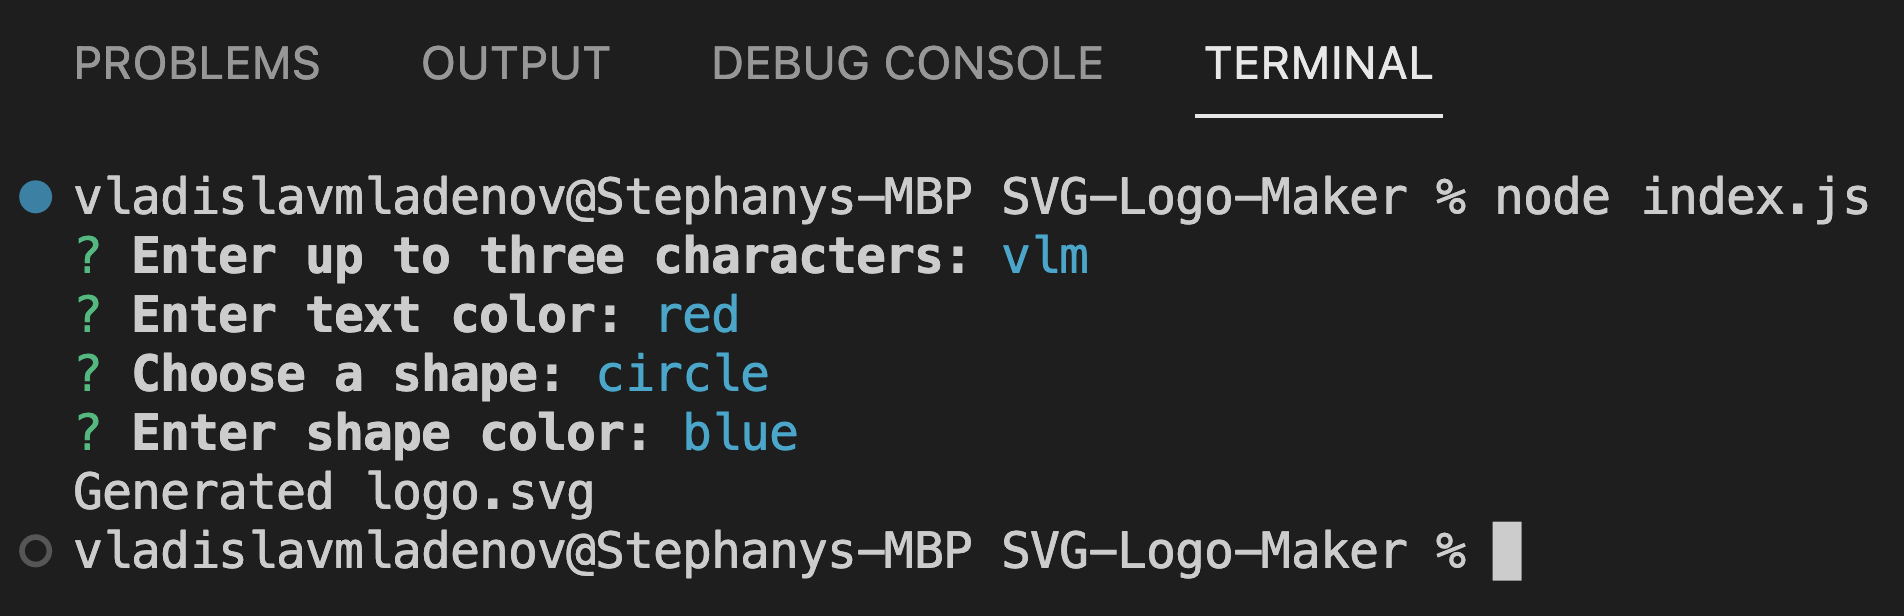 PROBLEMS OUTPUT DEBUG CONSOLE TERMINAL
vladislavmladenov@Stephanys-MBP SVG-Logo-Maker % node index.js
? Enter up to three characters: vlm
? Enter text color: red
? Choose a shape: circle
? Enter shape color: blue
Generated logo.svg
vladislavmladenov@Stephanys-MBP SVG-Logo-Maker %